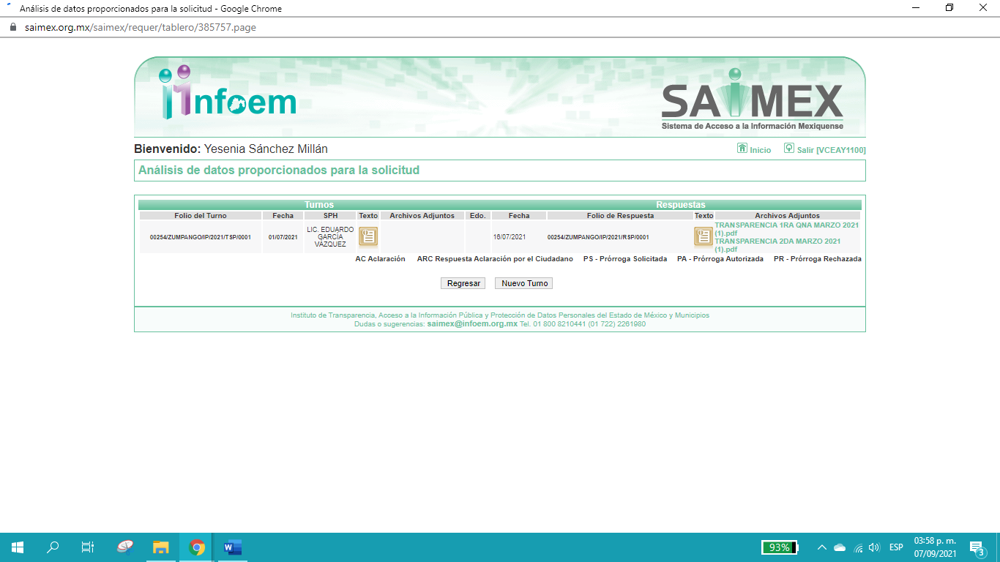 Análisis de datos proporcionados para la solicitud - Google Chrome
saimex.org.mx/saimex/requer/tablero/385757.page
infoem
SAiMEX
Sistema de Acceso a la Información Mexiquense
Bienvenido: Yesenia Sánchez Millán
Inicio Salir [VCEAY1100]
Análisis de datos proporcionados para la solicitud
Turnos Respuestas
Folio del Turno Fecha SPH Texto Archivos Adjuntos Edo. Fecha Folio de Respuesta Texto Archivos Adjuntos
00254/ZUMPANGO/IP/2021/TSP/0001 01/07/2021
LIC. EDUARDO
GARCÍA
VÁZQUEZ
16/07/2021 00254/ZUMPANGO/IP/2021/RSP/0001
TRANSPARENCIA 1RA QNA MARZO 2021
(1).pdf
TRANSPARENCIA 2DA MARZO 2021
(1).pdf
AC Aclaración ARC Respuesta Aclaración por el Ciudadano PS - Prórroga Solicitada PA - Prórroga Autorizada PR - Prórroga Rechazada
Regresar Nuevo Turno
Instituto de Transparencia, Acceso a la Información Pública y Protección de Datos Personales del Estado de México y Municipios
Dudas o sugerencias: saimex@infoem.org.mx Tel. 01 800 8210441 (01 722) 2261980
93% ESP
03:58 p. m.
07/09/2021
3